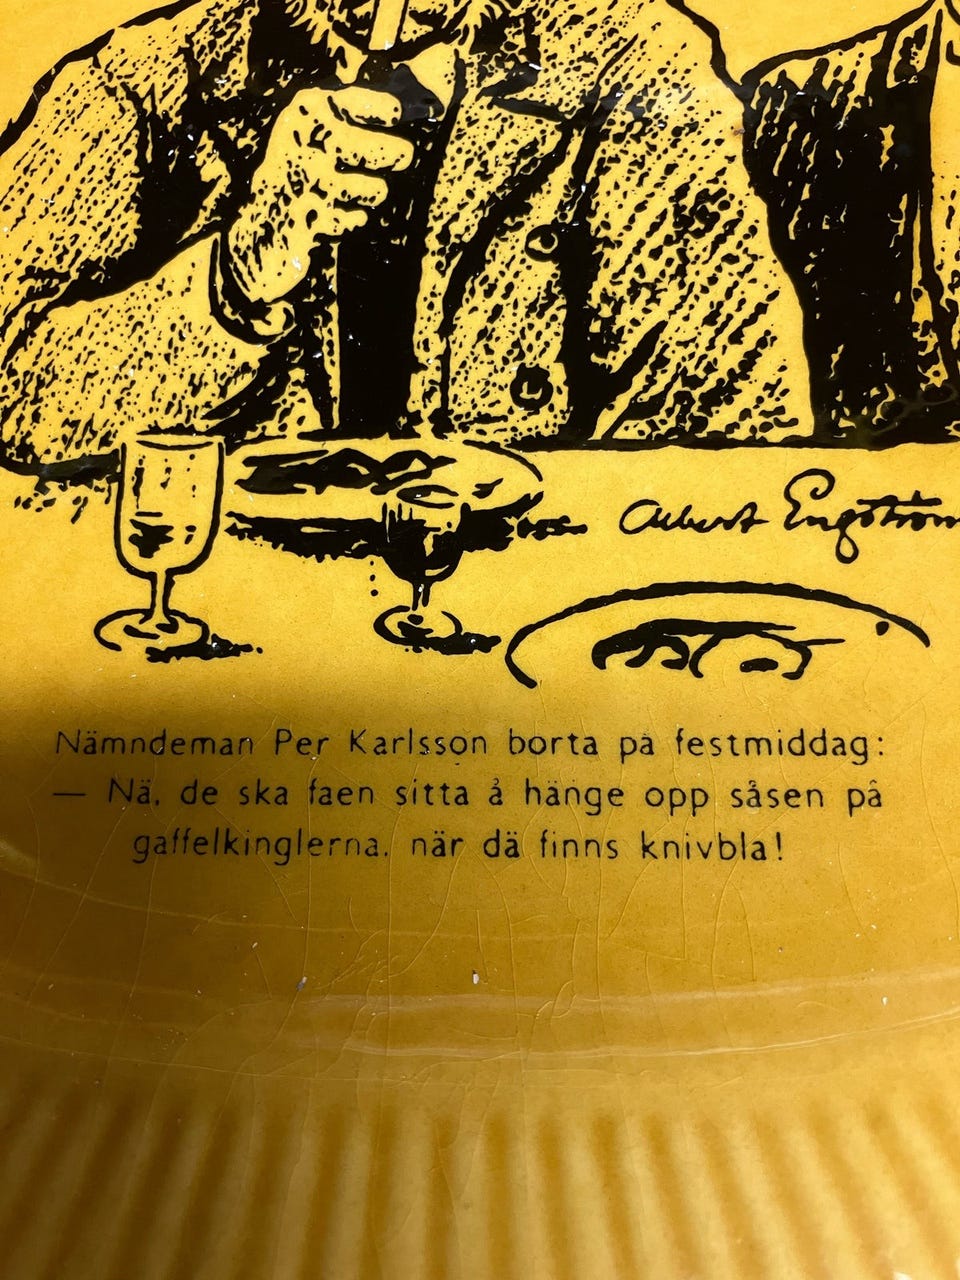 Albert Engström
Nämndeman Per Karlsson borta på festmiddag:
— Nä, de ska faen sitta å hänge opp såsen på
gaffelkinglerna, när dä finns knivbla!